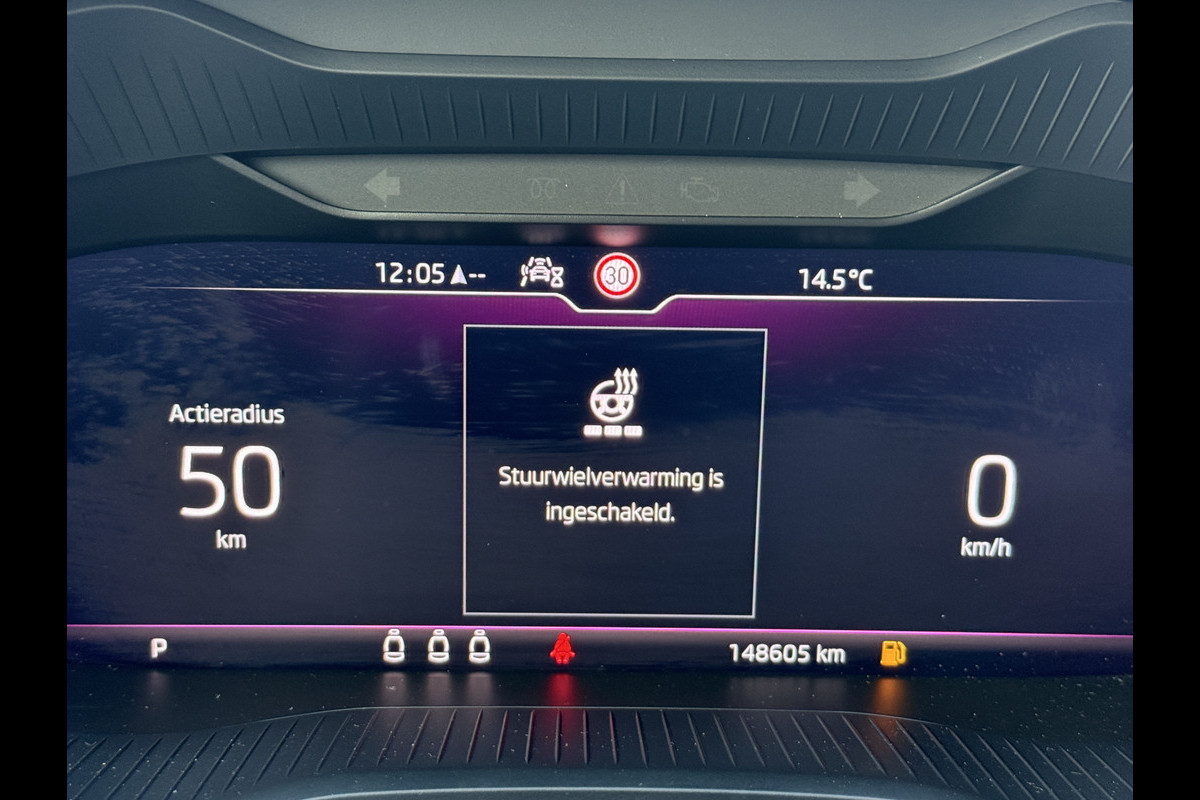 12:05 --
30
14.5°C
Actieradius
50
km
Stuurwielverwarming is
ingeschakeld.
0
km/h
P
148605 km